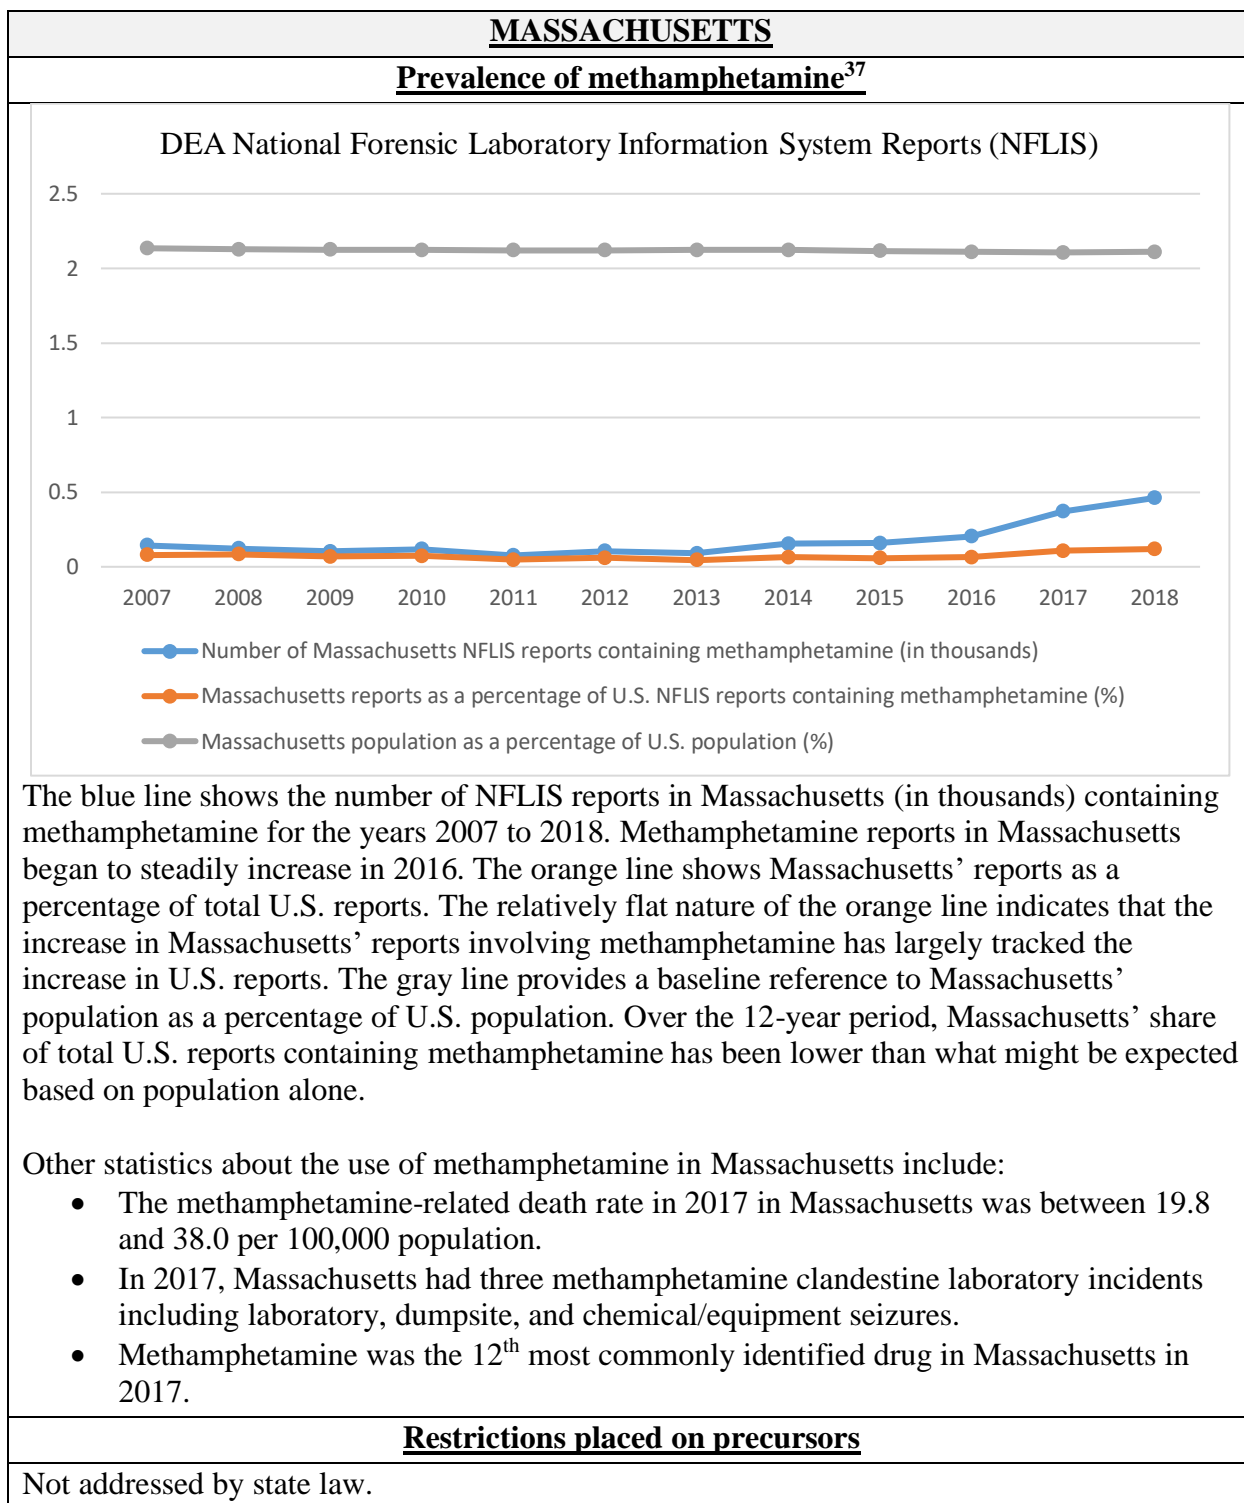 MASSACHUSETTS
Prevalence of methamphetamine37
DEA National Forensic Laboratory Information System Reports (NFLIS)
2.5
2
1.5
1
0.5
0
2007 2008 2009 2010 2011 2012 2013 2014 2015 2016 2017 2018
Number of Massachusetts NFLIS reports containing methamphetamine (in thousands)
Massachusetts reports as a percentage of U.S. NFLIS reports containing methamphetamine (%)
Massachusetts population as a percentage of U.S. population (%)
The blue line shows the number of NFLIS reports in Massachusetts (in thousands) containing
methamphetamine for the years 2007 to 2018. Methamphetamine reports in Massachusetts
began to steadily increase in 2016. The orange line shows Massachusetts’ reports as a
percentage of total U.S. reports. The relatively flat nature of the orange line indicates that the
increase in Massachusetts’ reports involving methamphetamine has largely tracked the
increase in U.S. reports. The gray line provides a baseline reference to Massachusetts’
population as a percentage of U.S. population. Over the 12-year period, Massachusetts’ share
of total U.S. reports containing methamphetamine has been lower than what might be expected
based on population alone.
Other statistics about the use of methamphetamine in Massachusetts include:
• The methamphetamine-related death rate in 2017 in Massachusetts was between 19.8
and 38.0 per 100,000 population.
• In 2017, Massachusetts had three methamphetamine clandestine laboratory incidents
including laboratory, dumpsite, and chemical/equipment seizures.
• Methamphetamine was the 12th most commonly identified drug in Massachusetts in
2017.
Restrictions placed on precursors
Not addressed by state law.